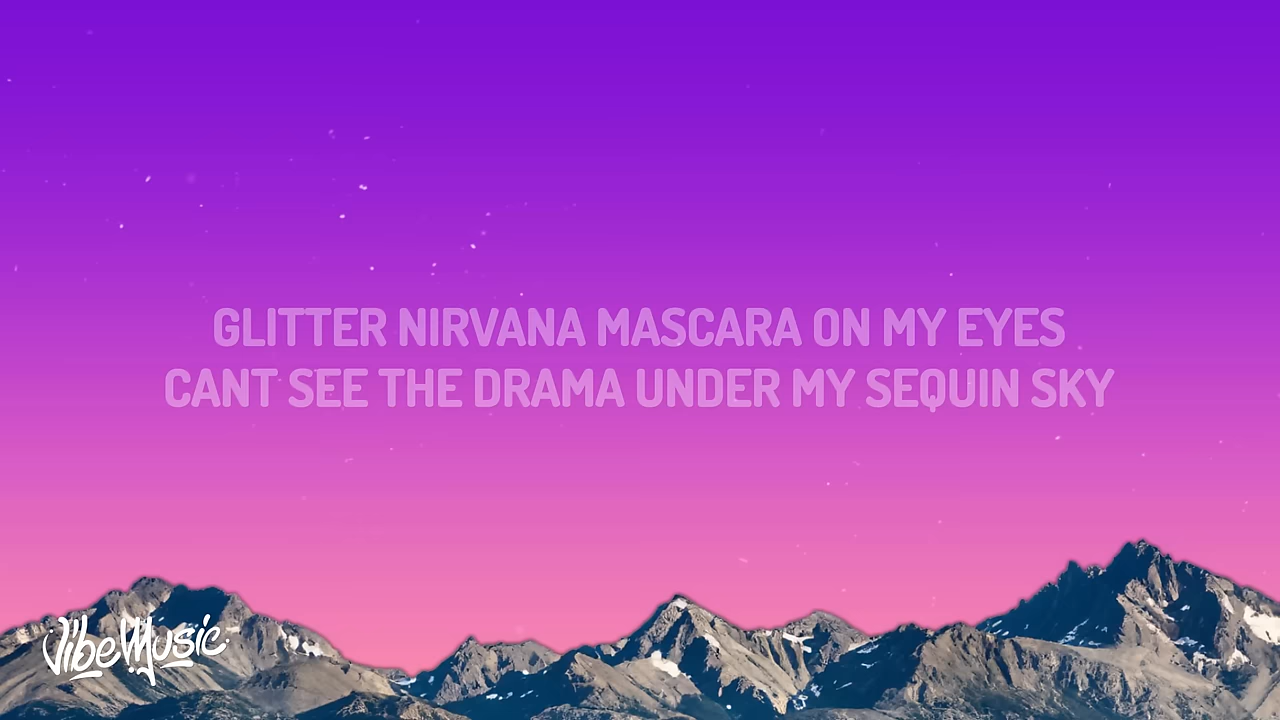 GLITTER NIRVANA MASCARA ON MY EYES
CANT SEE THE DRAMA UNDER MY SEQUIN SKY
VibeMusic